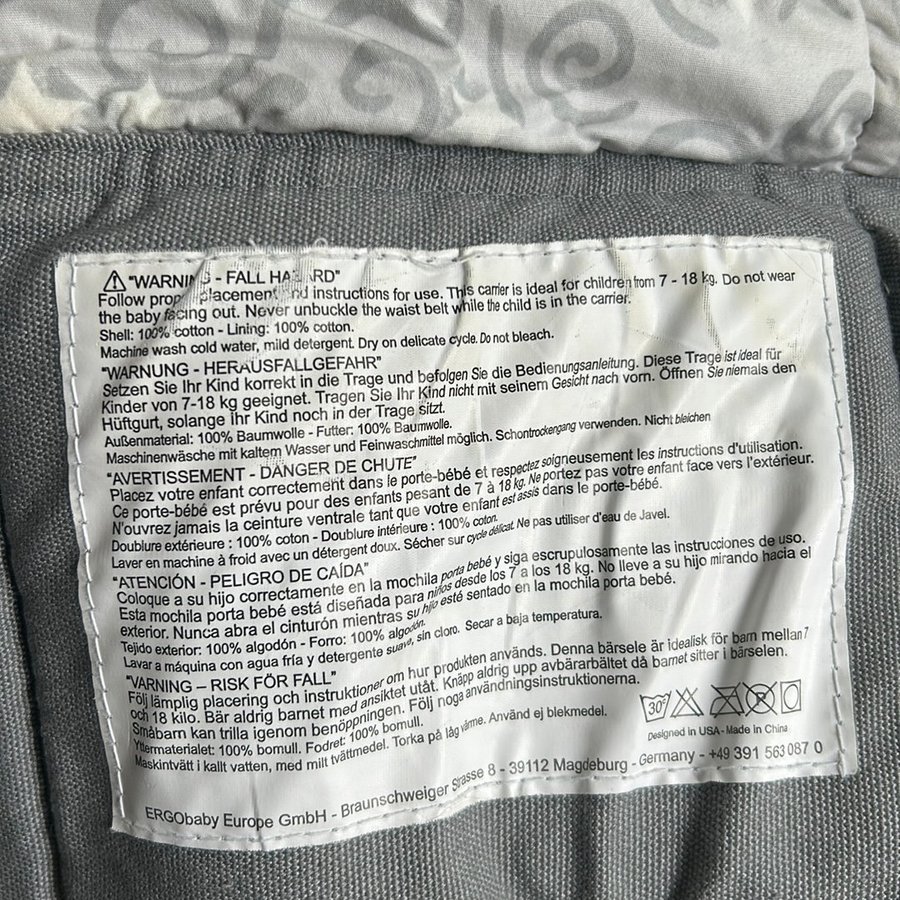 "WARNING - FALL HAZARD"
Follow proper placement and instructions for use. This carrier is ideal for children from 7 - 18 kg. Do not wear
the baby facing out. Never unbuckle the waist belt while the child is in the carrier.
Shell: 100% cotton - Lining: 100% cotton.
Machine wash cold water, mild detergent. Dry on delicate cycle. Do not bleach.
"WARNUNG - HERAUSFALLGEFAHR"
Setzen Sie Ihr Kind korrekt in die Trage und befolgen Sie die Bedienungsanleitung. Diese Trage ist ideal für
Kinder von 7-18 kg geeignet. Tragen Sie Ihr Kind nicht mit seinem Gesicht nach vorn. Öffnen Sie niemals den
Hüftgurt, solange ihr Kind noch in der Trage sitzt.
Außenmaterial: 100% Baumwolle - Futter: 100% Baumwolle.
Maschinenwäsche mit kaltem Wasser und Feinwaschmittel möglich. Schontrockengang verwenden. Nicht bleichen
"AVERTISSEMENT - DANGER DE CHUTE"
Placez votre enfant correctement dans le porte-bébé et respectez soigneusement les instructions d'utilisation.
Ce porte-bébé est prévu pour des enfants pesant de 7 à 18 kg. Ne portez pas votre enfant face vers l'extérieur.
N'ouvrez jamais la ceinture ventrale tant que votre enfant est assis dans le porte-bébé.
Doublure extérieure : 100% coton - Doublure intérieure : 100% coton.
Laver en machine à froid avec un détergent doux. Sécher sur cycle délicat. Ne pas utiliser d'eau de Javel.
"ATENCIÓN - PELIGRO DE CAÍDA"
Coloque a su hijo correctamente en la mochila porta bebé y siga escrupulosamente las instrucciones de uso.
Esta mochila porta bebé está diseñada para niños desde los 7 a los 18 kg. No lleve a su hijo mirando hacia el
exterior. Nunca abra el cinturón mientras su hijo esté sentado en la mochila porta bebé.
Tejido exterior: 100% algodón - Forro: 100% algodón.
Lavar a máquina con agua fría y detergente suave, sin cloro. Secar a baja temperatura.
"VARNING – RISK FÖR FALL"
Följ lämplig placering och instruktioner om hur produkten används. Denna bärsele är idealisk för barn mellan 7
och 18 kilo. Bär aldrig barnet med ansiktet utåt. Knäpp aldrig upp avbärarbältet då barnet sitter i bärselen.
Småbarn kan trilla igenom benöppningen. Följ noga användningsinstruktionerna.
Yttermaterialet: 100% bomull. Fodret: 100% bomull.
Maskintvätt i kallt vatten, med milt tvättmedel. Torka på låg värme. Använd ej blekmedel.
30°
Designed in USA - Made in China
ERGObaby Europe GmbH - Braunschweiger Strasse 8 - 39112 Magdeburg - Germany - +49 391 563 087 0